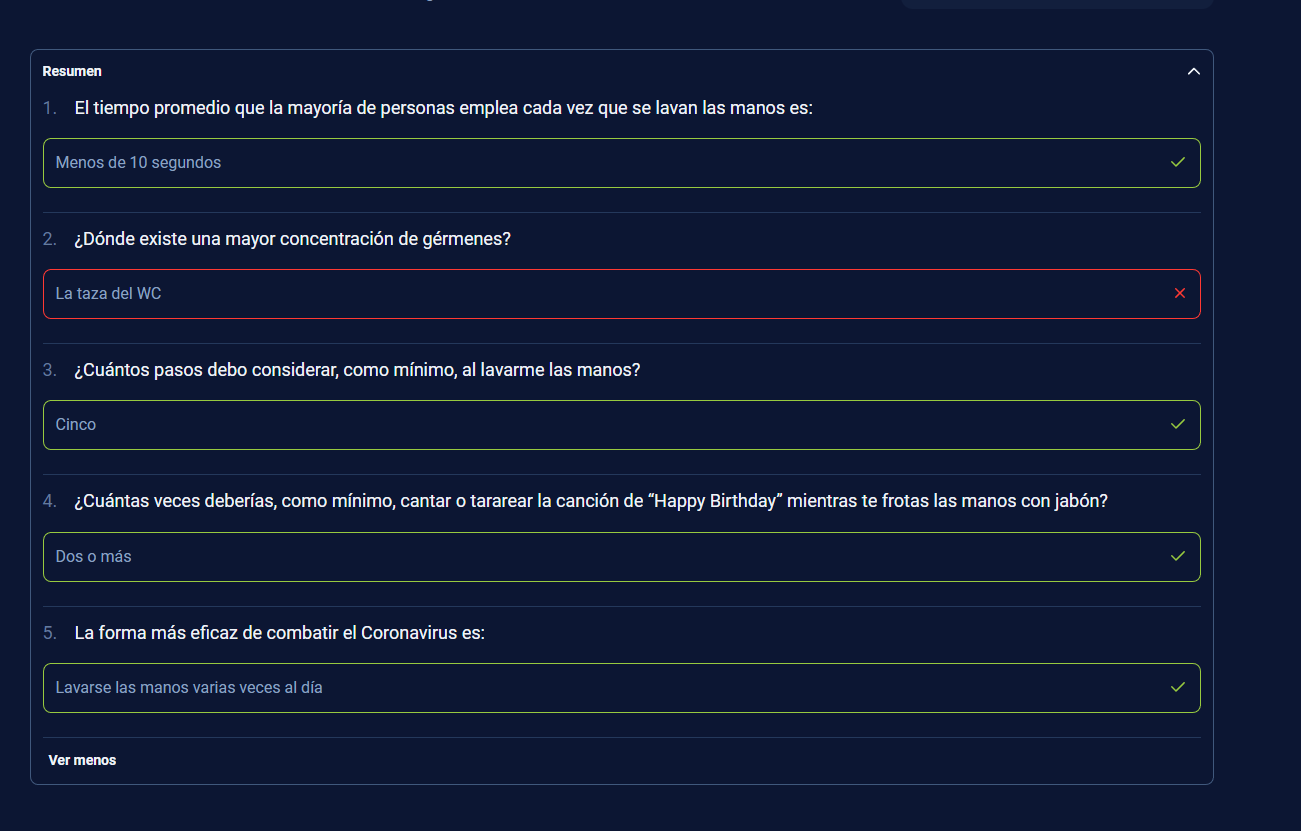 Resumen
1. El tiempo promedio que la mayoría de personas emplea cada vez que se lavan las manos es:
Menos de 10 segundos
2. ¿Dónde existe una mayor concentración de gérmenes?
La taza del WC
3. ¿Cuántos pasos debo considerar, como mínimo, al lavarme las manos?
Cinco
4. ¿Cuántas veces deberías, como mínimo, cantar o tararear la canción de “Happy Birthday” mientras te frotas las manos con jabón?
Dos o más
5. La forma más eficaz de combatir el Coronavirus es:
Lavarse las manos varias veces al día
Ver menos